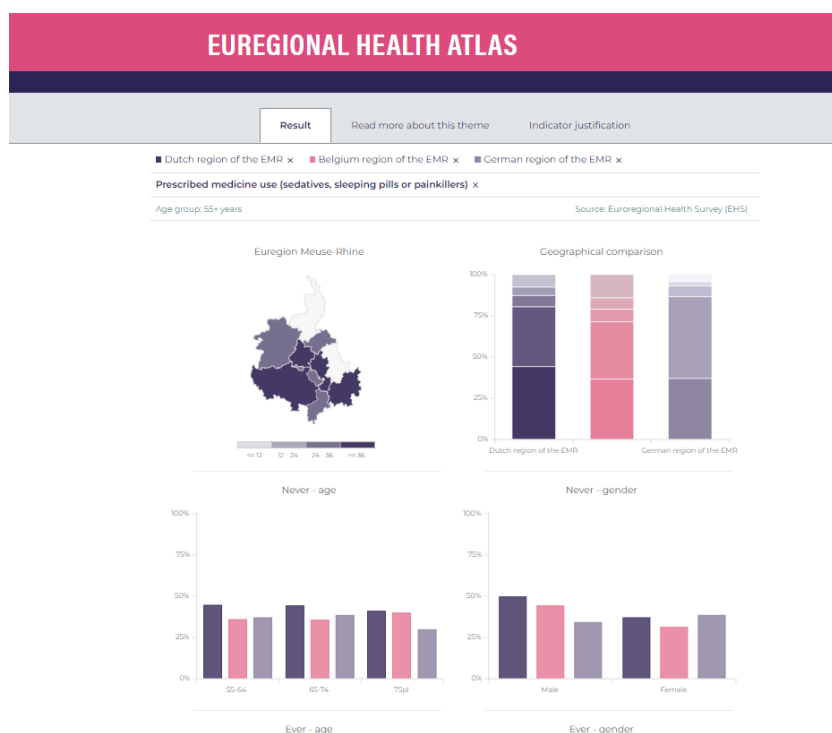 EUREGIONAL HEALTH ATLAS
Result Read more about this theme Indicator justification
Dutch region of the EMR × Belgium region of the EMR × German region of the EMR ×
Prescribed medicine use (sedatives, sleeping pills or painkillers) ×
Age group: 55+ years Source: Euroregional Health Survey (EHS)
Euregion Meuse-Rhine
<= 12 12 - 24 24 - 36 >= 36
Geographical comparison
100%
75%
50%
25%
0%
Dutch region of the EMR German region of the EMR
Never - age
100%
75%
50%
25%
0%
55-64 65-74 75pl
Never - gender
100%
75%
50%
25%
0%
Male Female
Ever - age Ever - gender